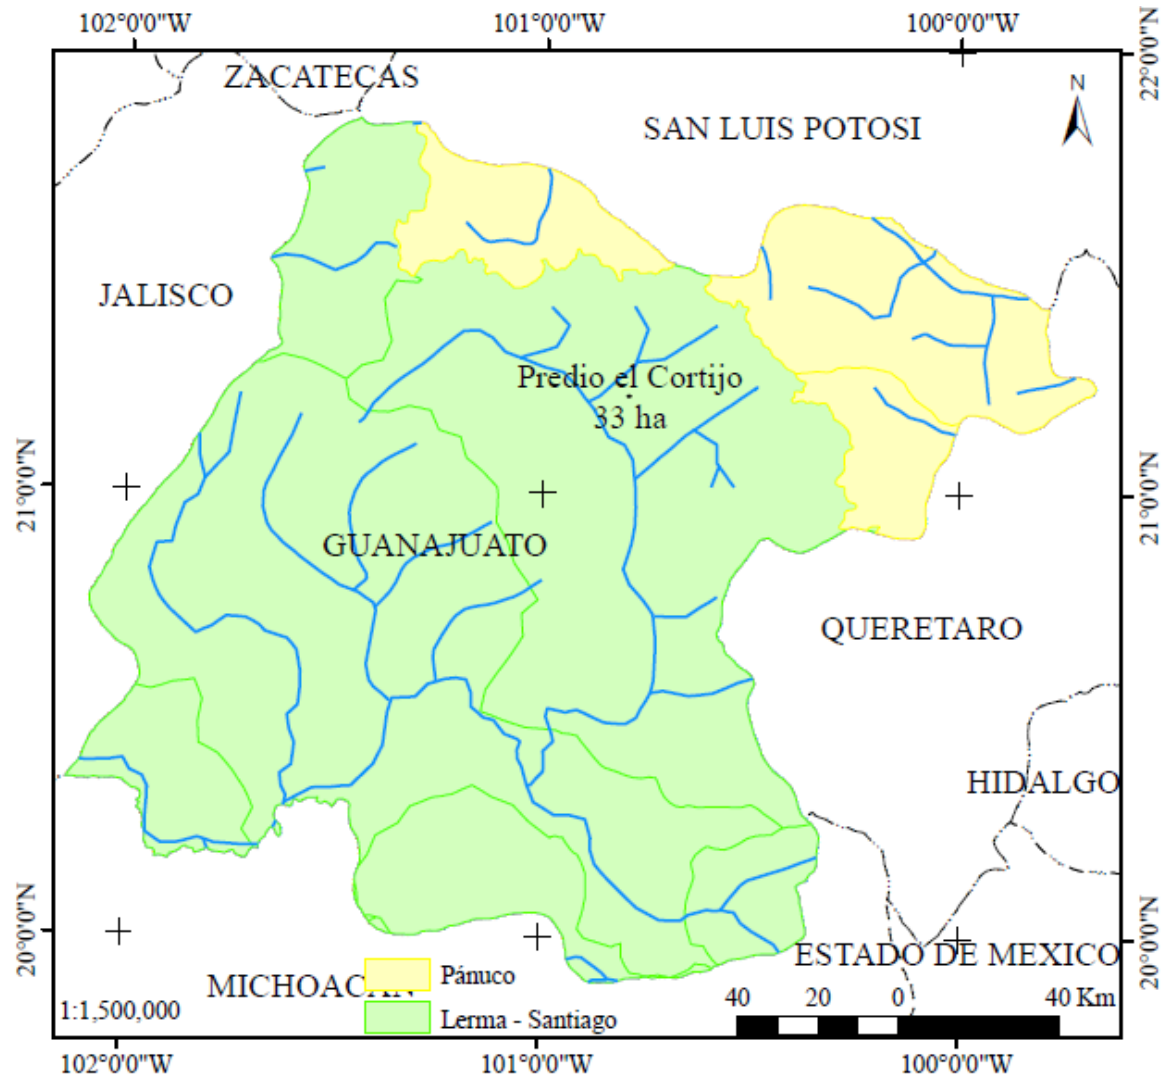 102°0'0"W 101°0'0"W 100°0'0"W
22°0'0"N
ZACATECAS
N
SAN LUIS POTOSI
JALISCO
Predio el Cortijo
33 ha
21°0'0"N
21°0'0"N
GUANAJUATO
QUERETARO
HIDALGO
20°0'0"N
20°0'0"N
ESTADO DE MEXICO
MICHOACAN
Pánuco
1:1,500,000
40 20 0 40 Km
Lerma - Santiago
102°0'0"W 101°0'0"W 100°0'0"W